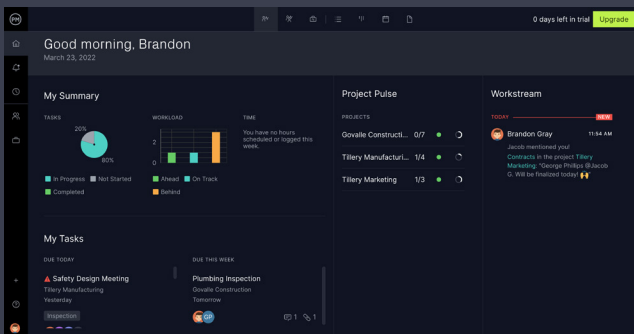 PM
0 days left in trial
Upgrade
Good morning, Brandon
March 23, 2022
My Summary
TASKS
20%
80%
In Progress
Not Started
Completed
WORKLOAD
2
0
Ahead
On Track
Behind
TIME
You have no hours
scheduled or logged this
week.
Project Pulse
PROJECTS
Govalle Constructi... 0/7
Tillery Manufacturi... 1/4
Tillery Marketing 1/3
Workstream
TODAY
NEW
Brandon Gray 11:54 AM
Jacob mentioned you!
Contracts in the project Tillery
Marketing: "George Phillips @Jacob
G. Will be finalized today! 🙌"
My Tasks
DUE TODAY
Safety Design Meeting
Tillery Manufacturing
Yesterday
Inspection
DUE THIS WEEK
Plumbing Inspection
Govalle Construction
Tomorrow
GP
1
1